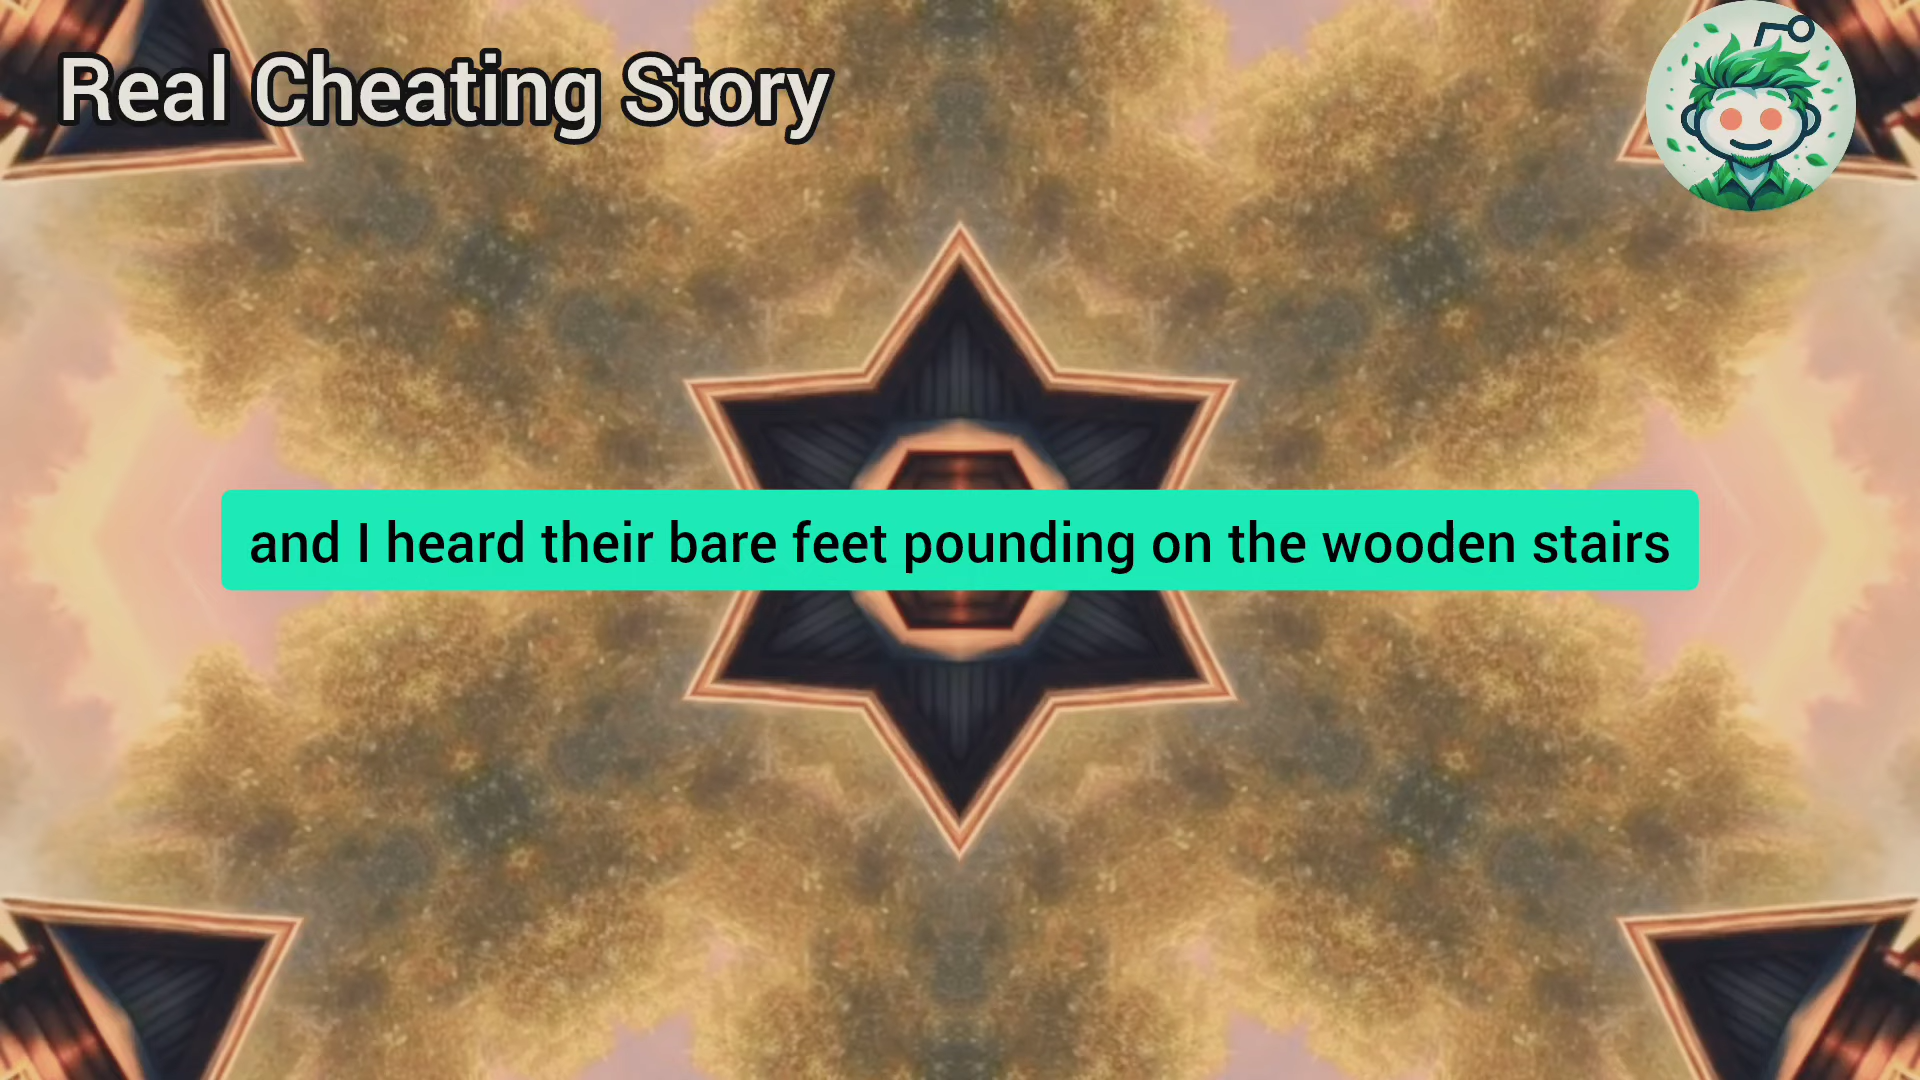 Real Cheating Story
and I heard their bare feet pounding on the wooden stairs